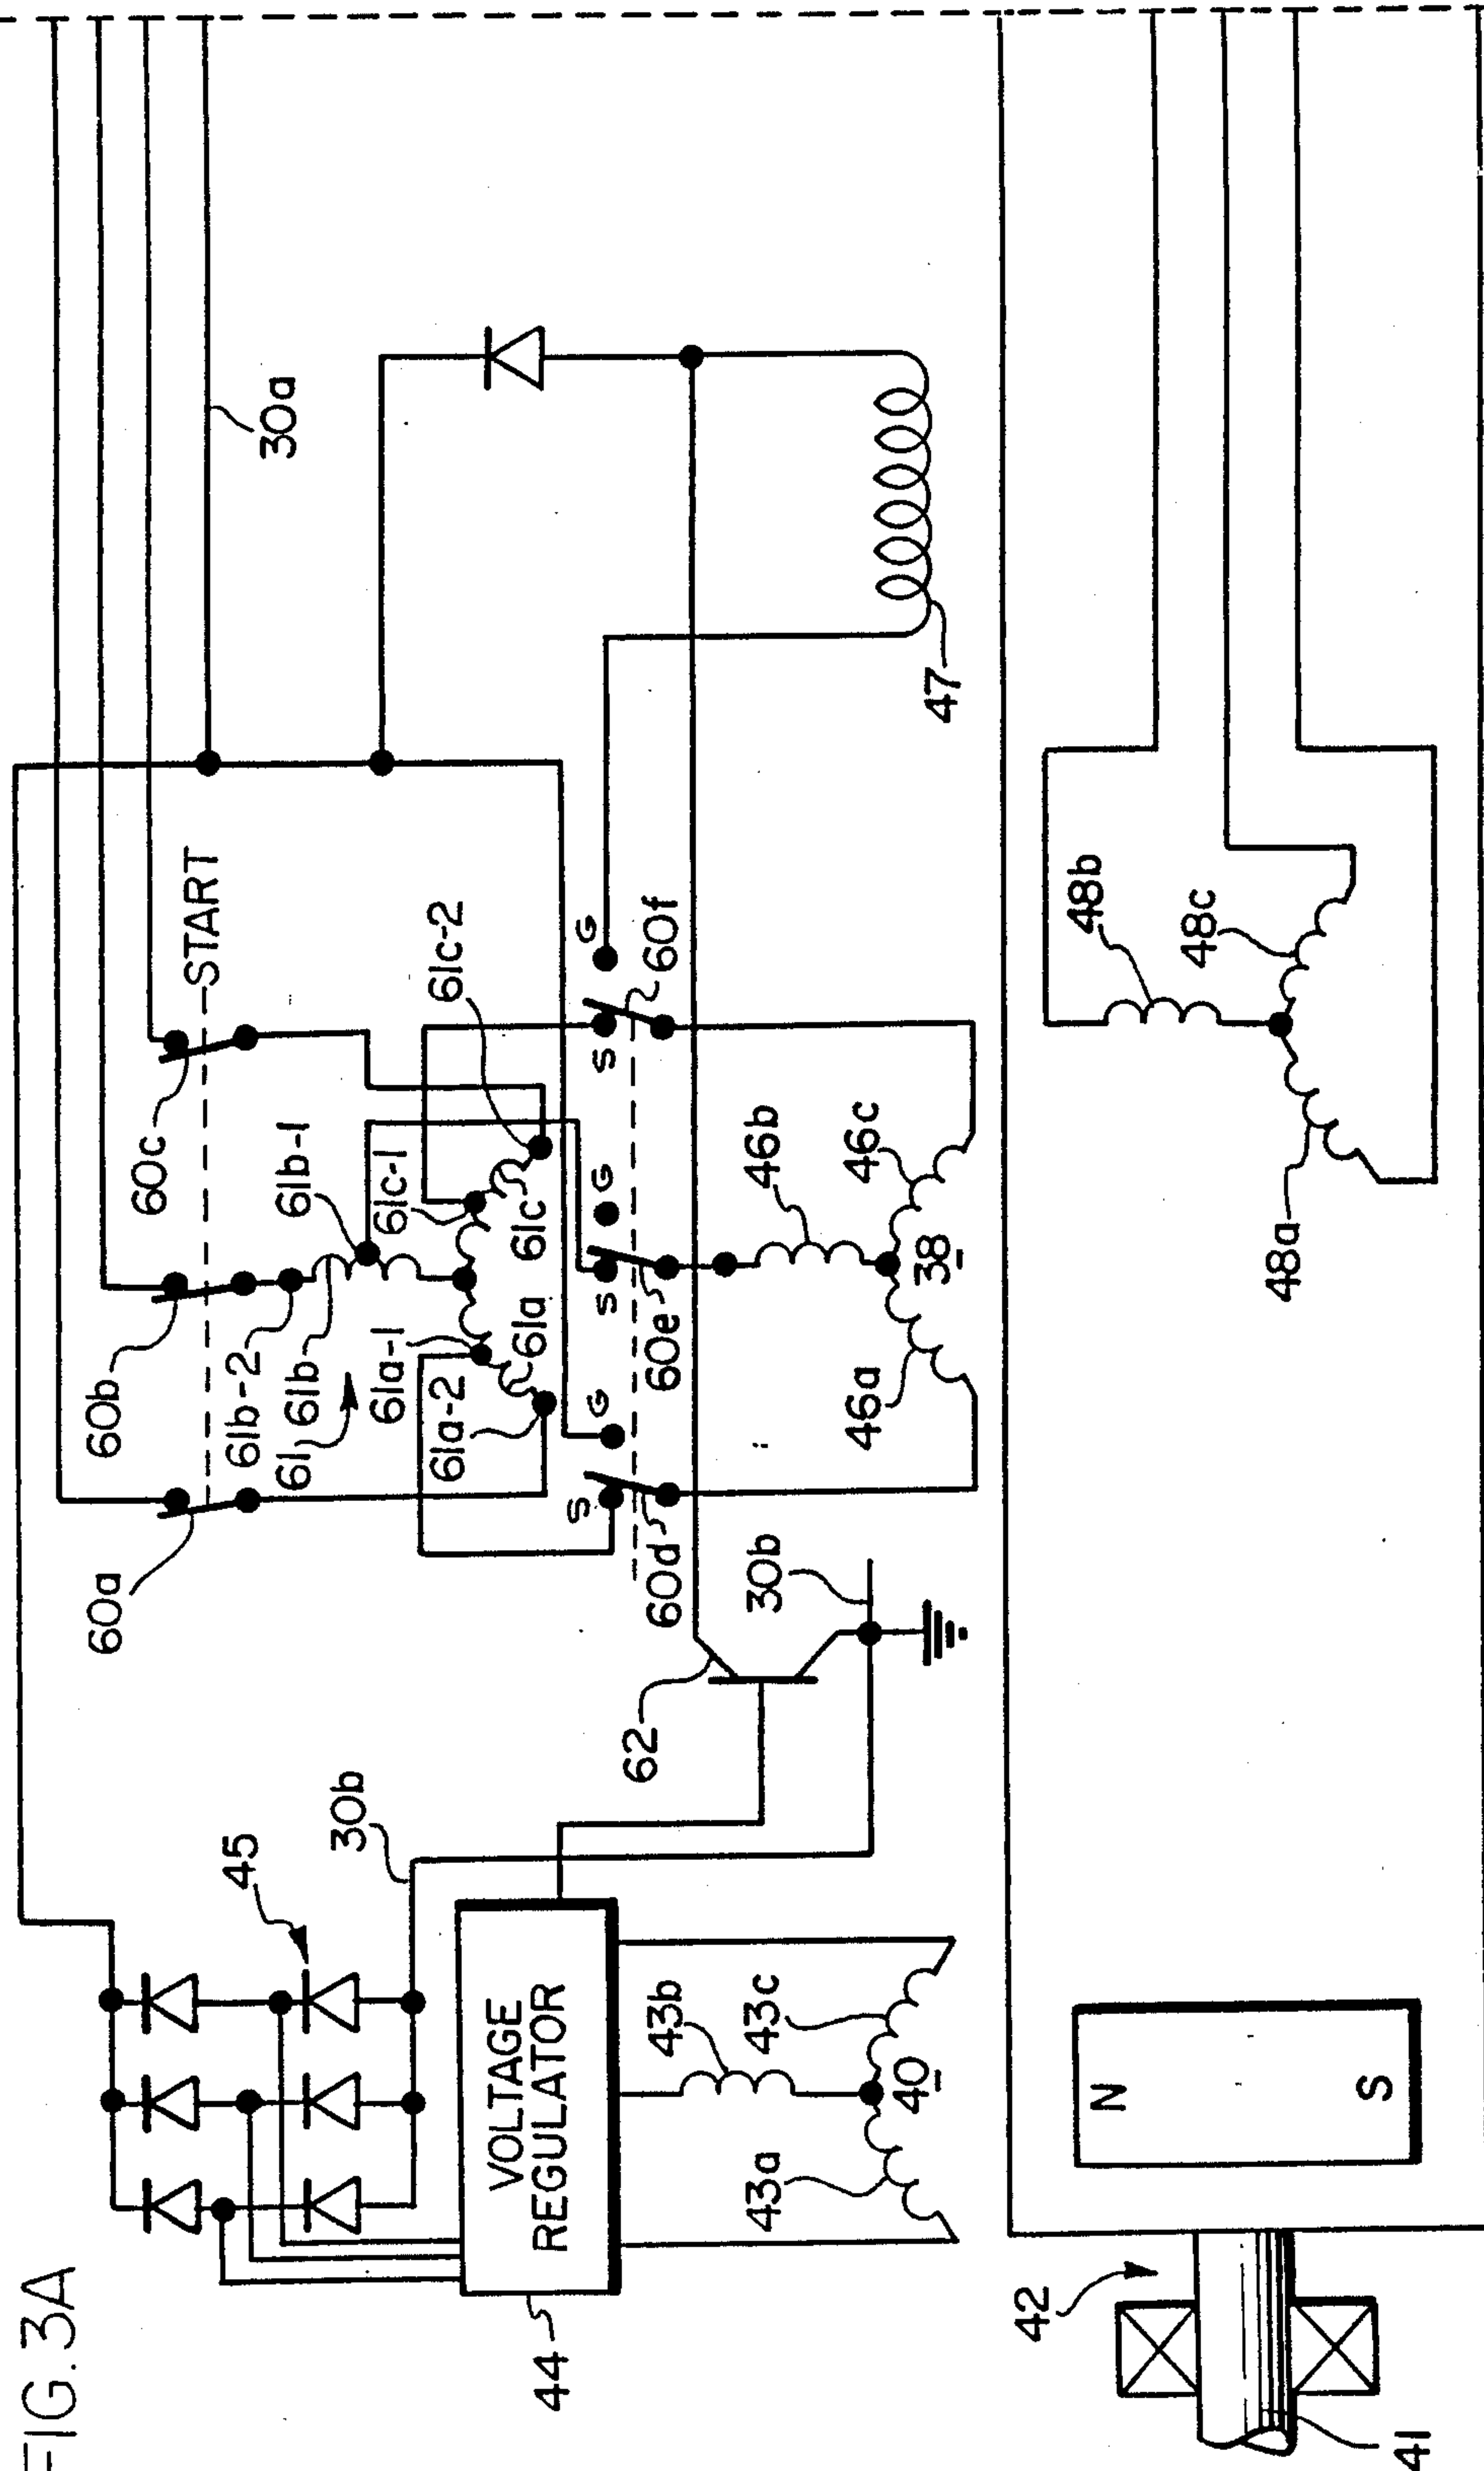 FIG. 3A
START
30a
60a
60b
60c
61b-2
61b
61b-1
61
61a-1
61a-2
61a
61c-1
61c
61c-2
S
G
S
G
S
G
60d
60e
60f
45
30b
62
30b
47
44
VOLTAGE
REGULATOR
43a
43b
43c
40
46a
46b
46c
38
42
41
N
S
48a
48b
48c